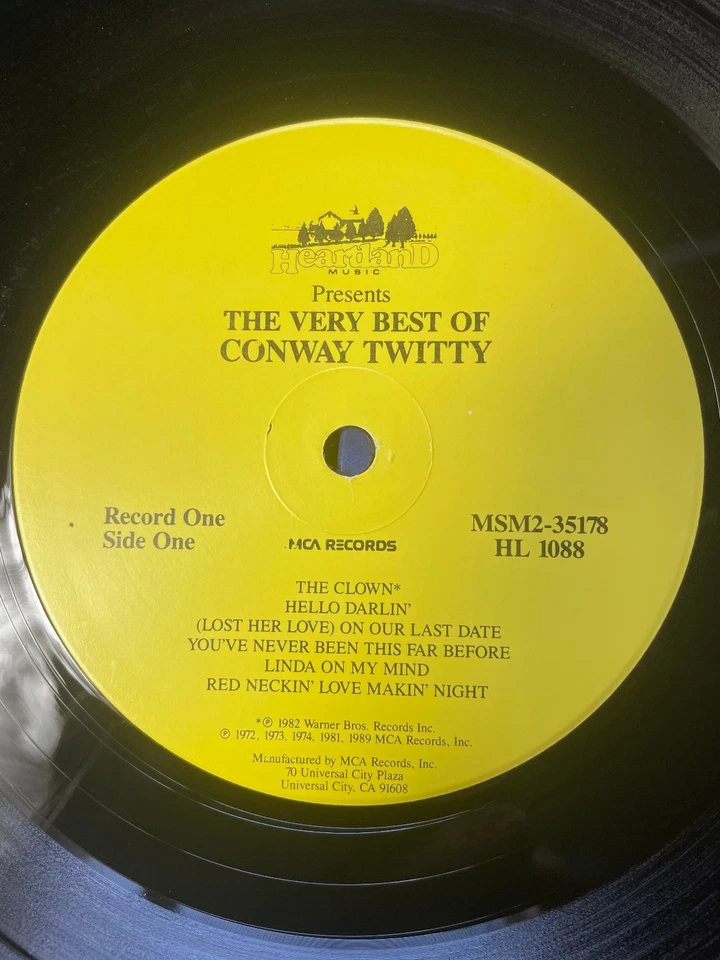 Heartland
MUSIC
Presents
THE VERY BEST OF
CONWAY TWITTY
Record One
Side One
MSM2-35178
HL 1088
MCA RECORDS
THE CLOWN*
HELLO DARLIN'
(LOST HER LOVE) ON OUR LAST DATE
YOU'VE NEVER BEEN THIS FAR BEFORE
LINDA ON MY MIND
RED NECKIN' LOVE MAKIN' NIGHT
*℗ 1982 Warner Bros. Records Inc.
℗ 1972, 1973, 1974, 1981, 1989 MCA Records, Inc.
Manufactured by MCA Records, Inc.
70 Universal City Plaza
Universal City, CA 91608